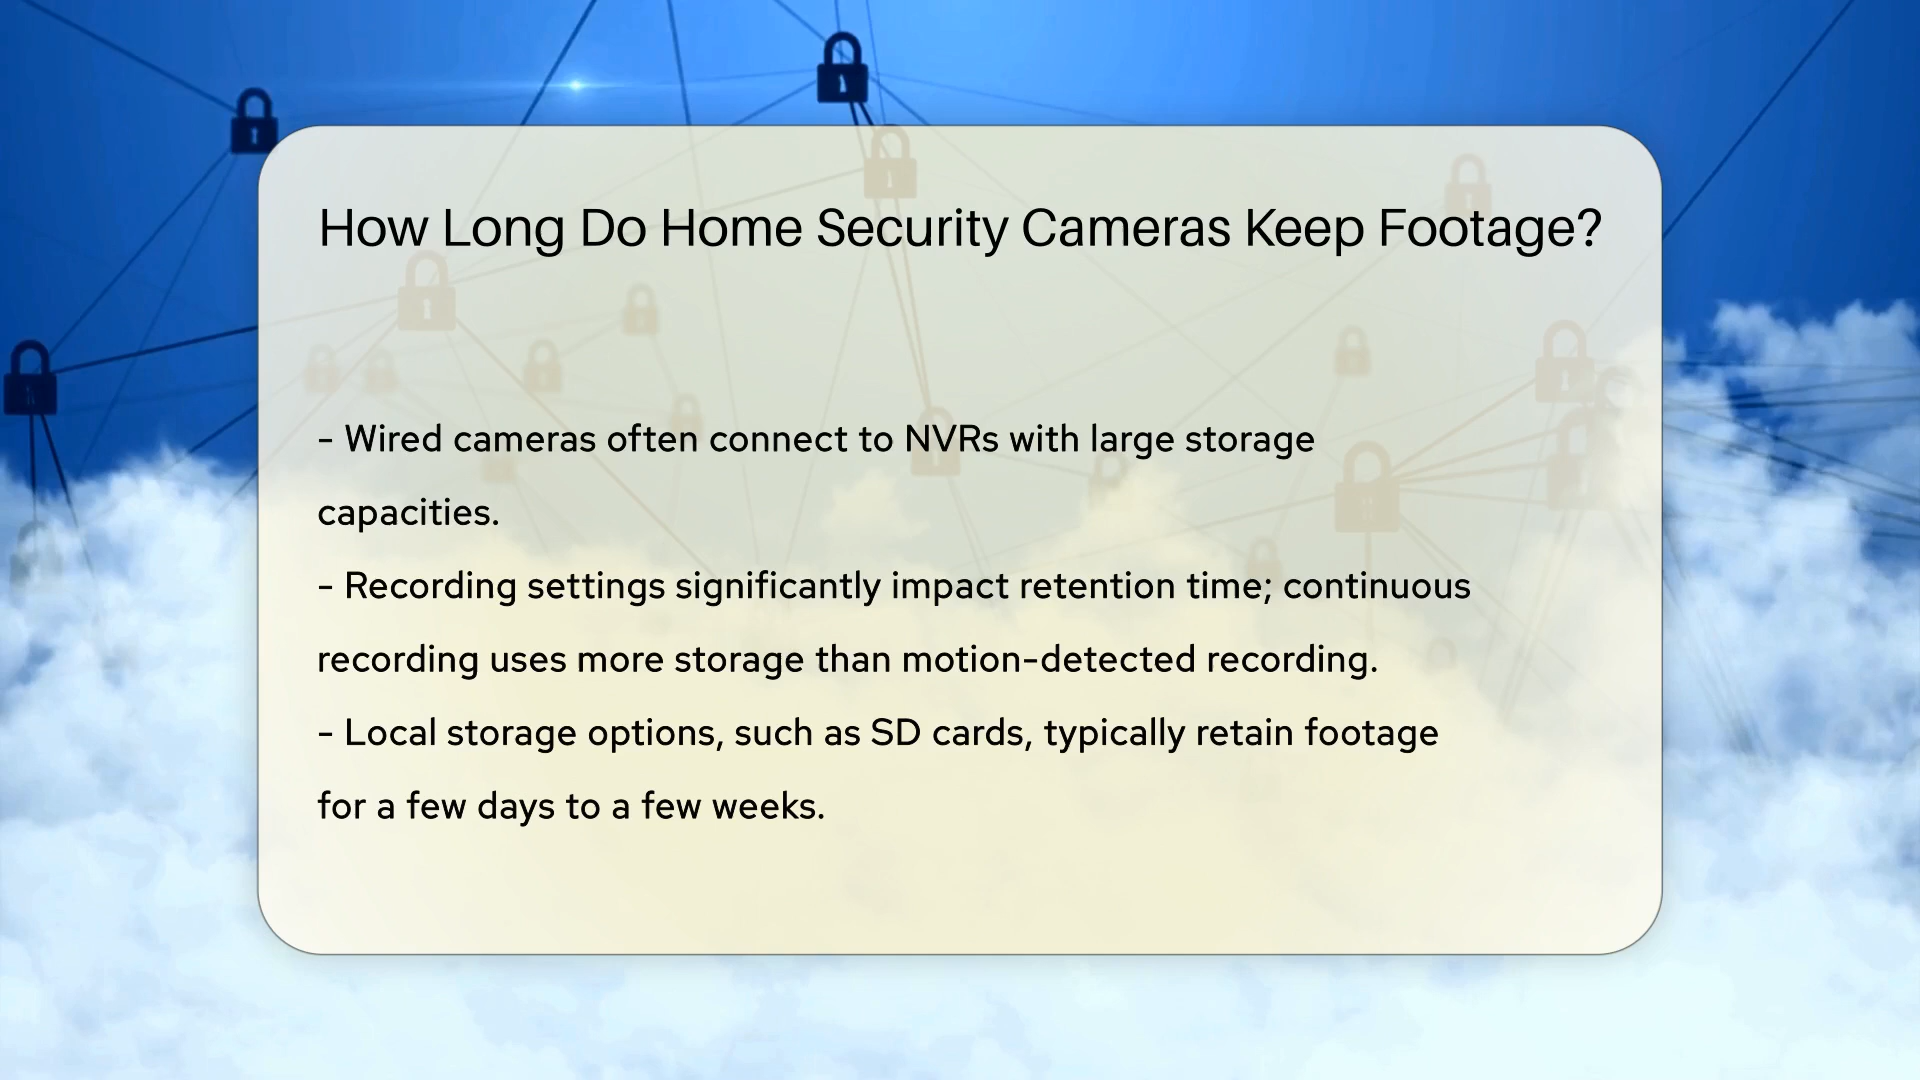 How Long Do Home Security Cameras Keep Footage?
- Wired cameras often connect to NVRs with large storage
capacities.
- Recording settings significantly impact retention time; continuous
recording uses more storage than motion-detected recording.
- Local storage options, such as SD cards, typically retain footage
for a few days to a few weeks.